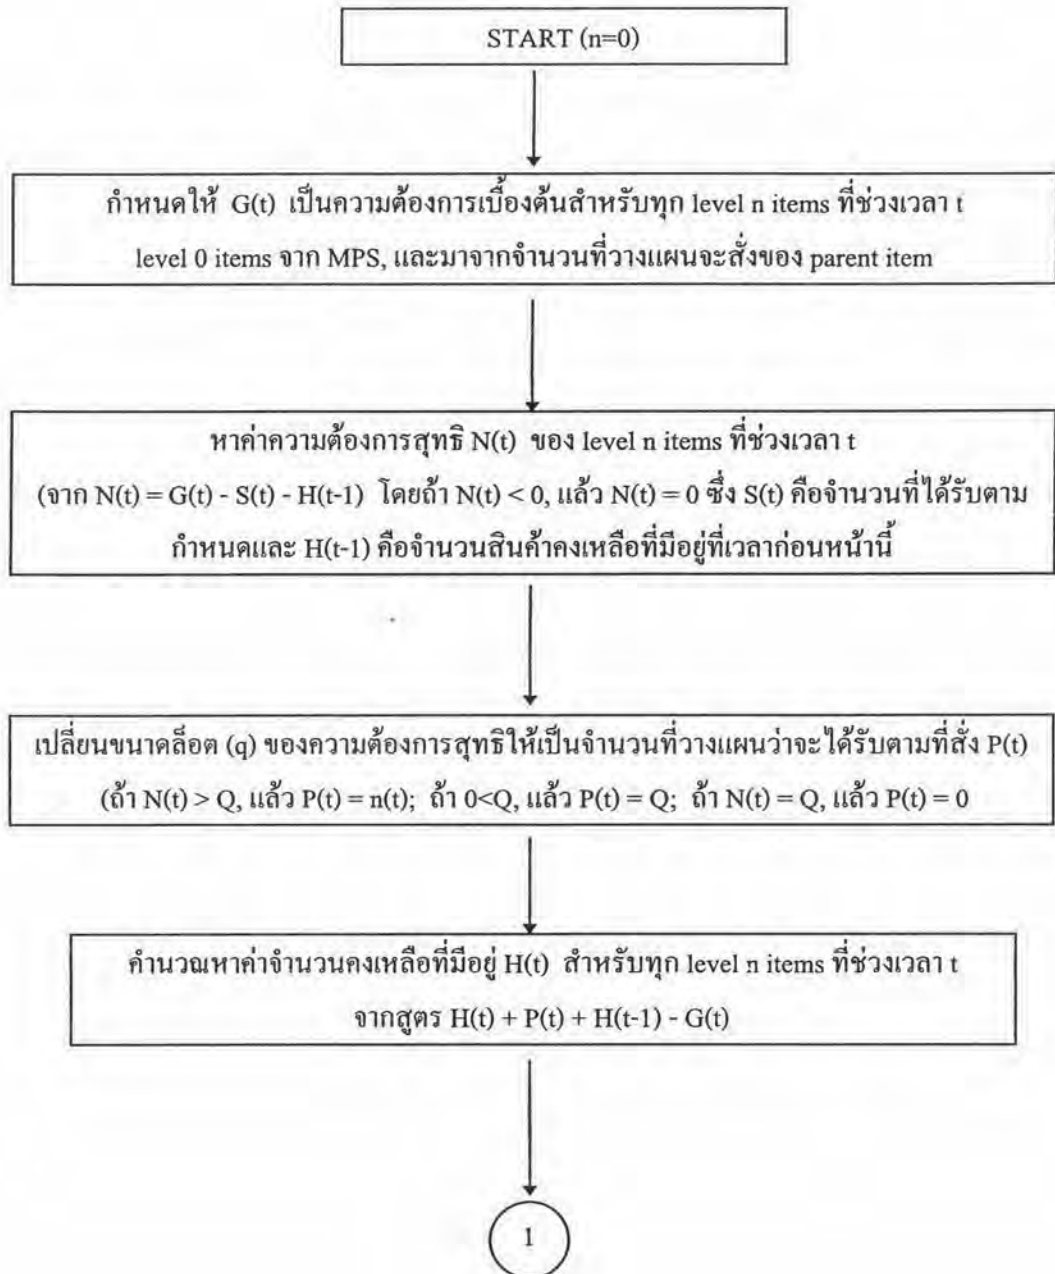 START (n=0)
กำหนดให้ G(t) เป็นความต้องการเบื้องต้นสำหรับทุก level n items ที่ช่วงเวลา t
level 0 items จาก MPS, และมาจากจำนวนที่วางแผนจะสั่งของ parent item
หาค่าความต้องการสุทธิ N(t) ของ level n items ที่ช่วงเวลา t
(จาก N(t) = G(t) - S(t) - H(t-1) โดยถ้า N(t) < 0, แล้ว N(t) = 0 ซึ่ง S(t) คือจำนวนที่ได้รับตาม
กำหนดและ H(t-1) คือจำนวนสินค้าคงเหลือที่มีอยู่ที่เวลาก่อนหน้านี้
เปลี่ยนขนาดล็อต (q) ของความต้องการสุทธิให้เป็นจำนวนที่วางแผนว่าจะได้รับตามที่สั่ง P(t)
(ถ้า N(t) > Q, แล้ว P(t) = n(t); ถ้า 0<Q, แล้ว P(t) = Q; ถ้า N(t) = Q, แล้ว P(t) = 0
คำนวณหาค่าจำนวนคงเหลือที่มีอยู่ H(t) สำหรับทุก level n items ที่ช่วงเวลา t
จากสูตร H(t) + P(t) + H(t-1) - G(t)
1